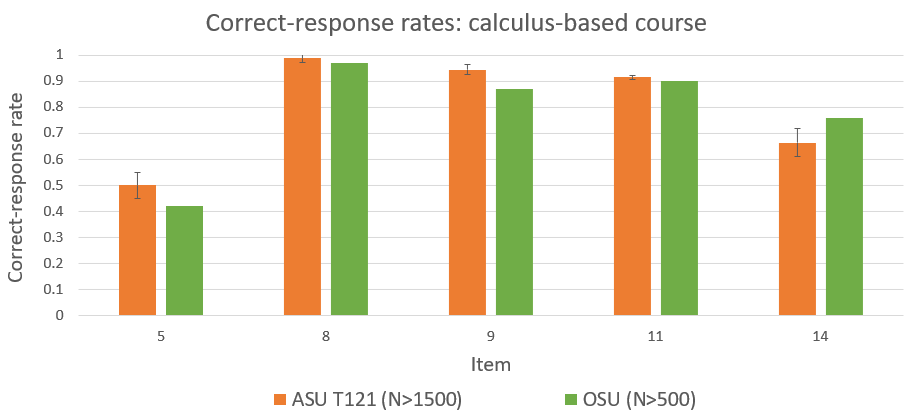 Correct-response rates: calculus-based course
1
0.9
0.8
0.7
0.6
0.5
0.4
0.3
0.2
0.1
0
Correct-response rate
5 8 9 11 14
Item
ASU T121 (N>1500) OSU (N>500)